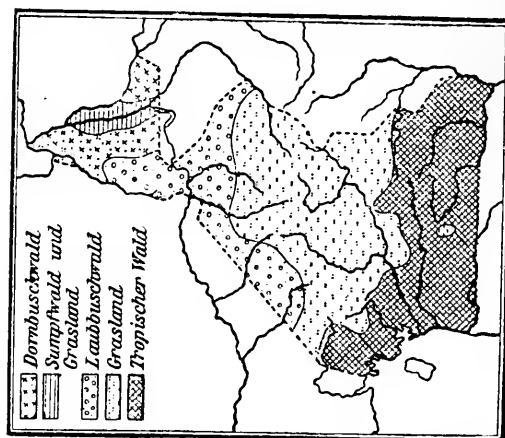 Dornbuschwald
Sumpfwald und
Grasland
Laubbuschwald
Grasland
Tropischer Wald